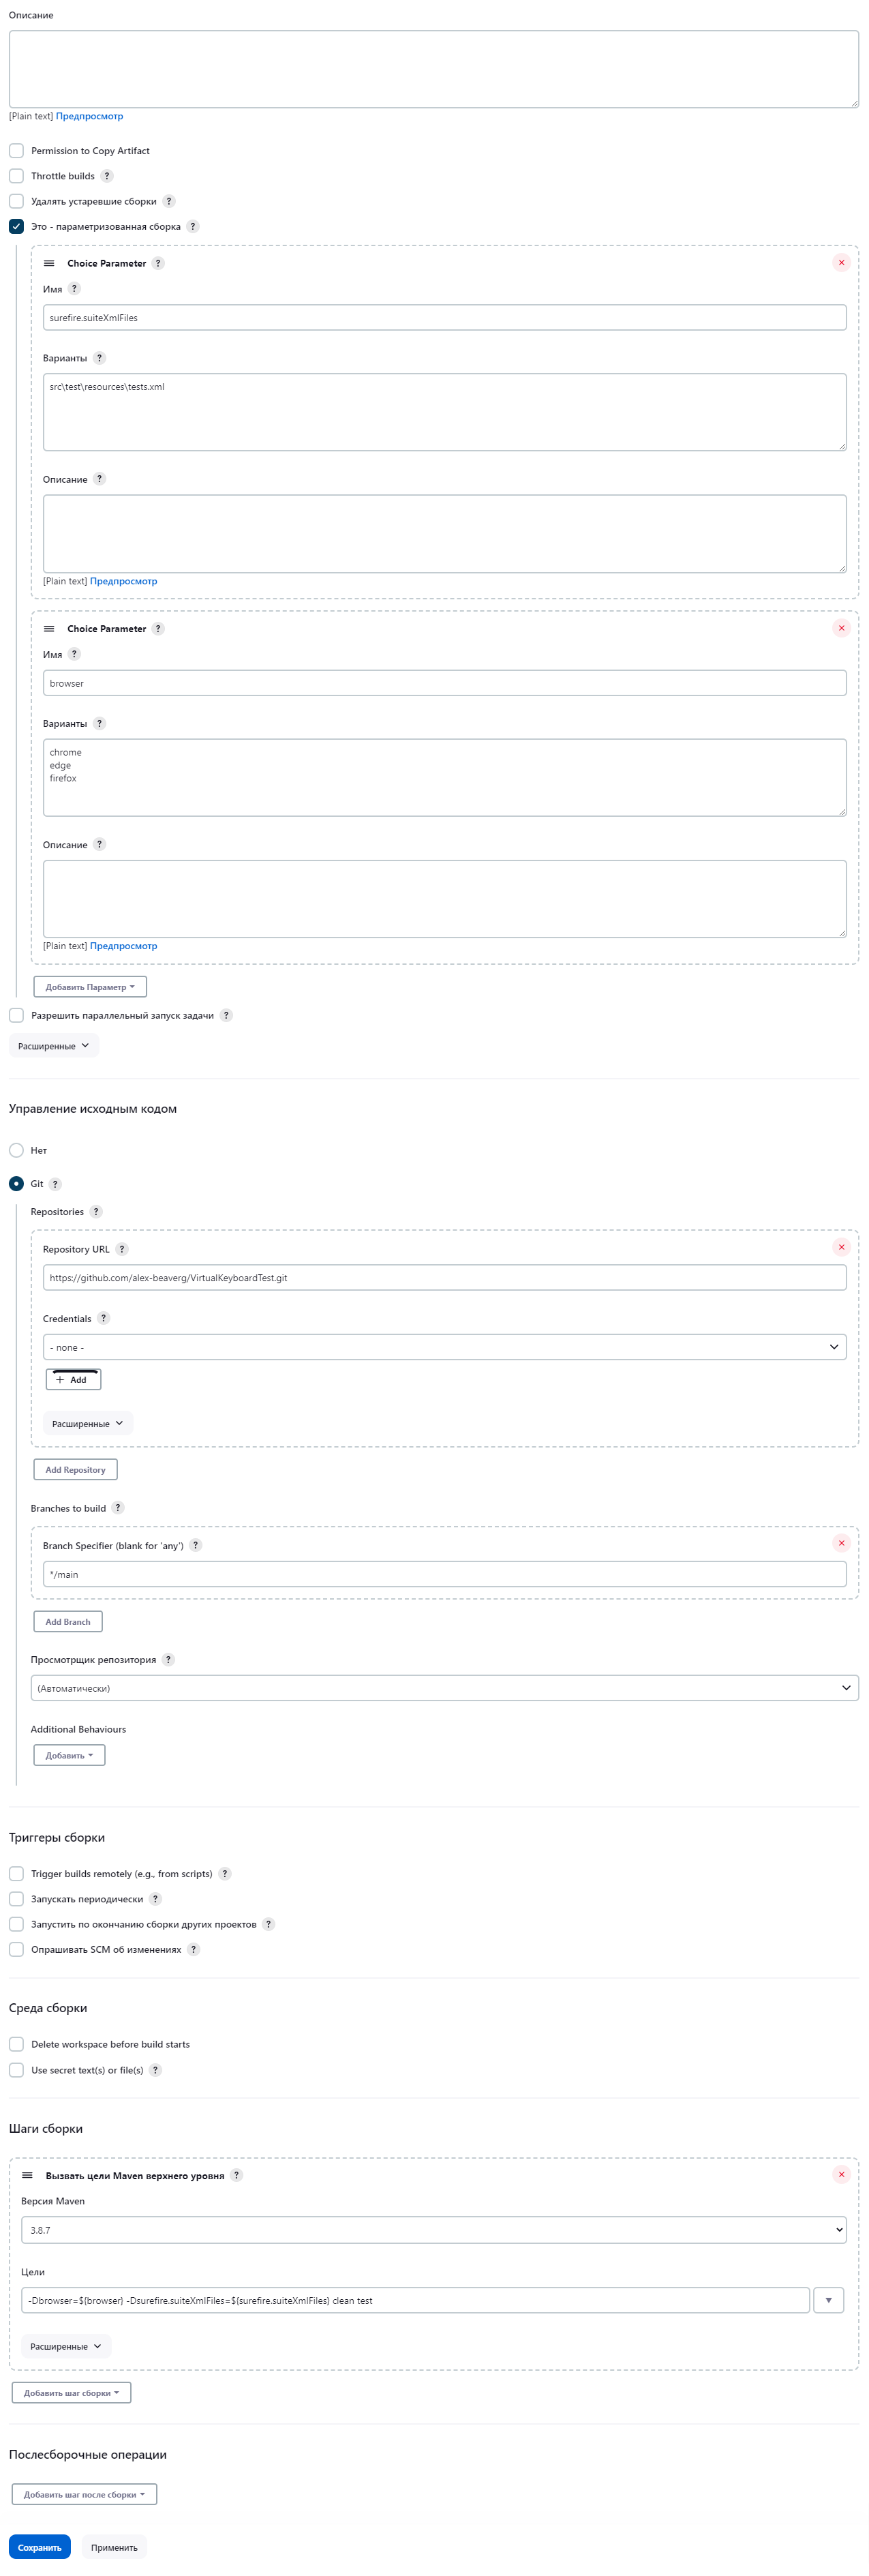 Описание
[Plain text] Предпросмотр
Permission to Copy Artifact
Throttle builds ?
Удалять устаревшие сборки ?
Это - параметризованная сборка ?
Choice Parameter ?
Имя ?
surefire.suiteXmlFiles
Варианты ?
src\test\resources\tests.xml
Описание ?
[Plain text] Предпросмотр
Choice Parameter ?
Имя ?
browser
Варианты ?
chrome
edge
firefox
Описание ?
[Plain text] Предпросмотр
Добавить Параметр
Разрешить параллельный запуск задачи ?
Расширенные
Управление исходным кодом
Нет
Git ?
Repositories ?
Repository URL ?
https://github.com/alex-beaverg/VirtualKeyboardTest.git
Credentials ?
- none -
+ Add
Расширенные
Add Repository
Branches to build ?
Branch Specifier (blank for 'any') ?
*/main
Add Branch
Просмотрщик репозитория ?
(Автоматически)
Additional Behaviours
Добавить
Триггеры сборки
Trigger builds remotely (e.g., from scripts) ?
Запускать периодически ?
Запустить по окончанию сборки других проектов ?
Опрашивать SCM об изменениях ?
Среда сборки
Delete workspace before build starts
Use secret text(s) or file(s) ?
Шаги сборки
Вызвать цели Maven верхнего уровня ?
Версия Maven
3.8.7
Цели
-Dbrowser=${browser} -Dsurefire.suiteXmlFiles=${surefire.suiteXmlFiles} clean test
Расширенные
Добавить шаг сборки
Послесборочные операции
Добавить шаг после сборки
Сохранить Применить